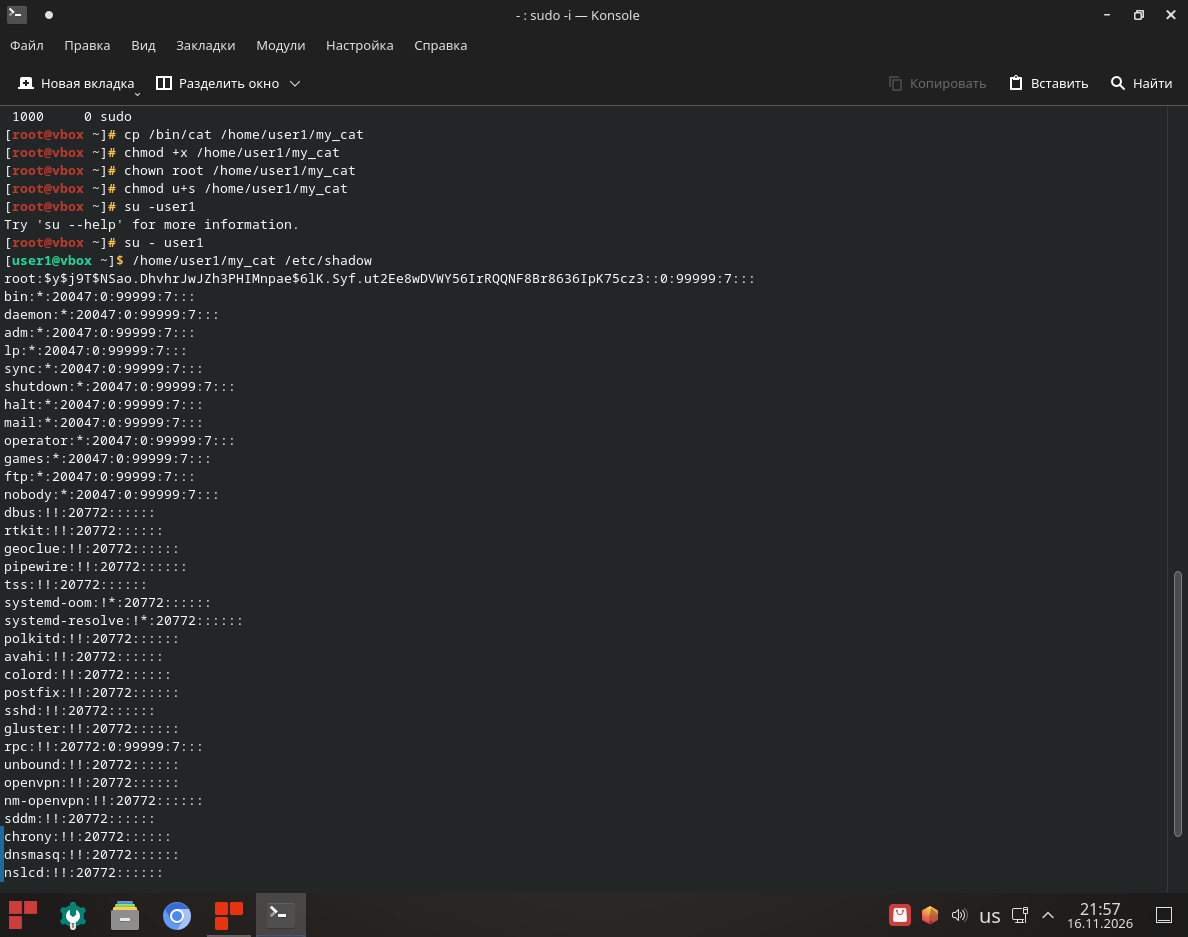 - : sudo -i — Konsole
Файл Правка Вид Закладки Модули Настройка Справка
Новая вкладка Разделить окно Копировать Вставить Найти
1000     0 sudo
[root@vbox ~]# cp /bin/cat /home/user1/my_cat
[root@vbox ~]# chmod +x /home/user1/my_cat
[root@vbox ~]# chown root /home/user1/my_cat
[root@vbox ~]# chmod u+s /home/user1/my_cat
[root@vbox ~]# su -user1
Try 'su --help' for more information.
[root@vbox ~]# su - user1
[user1@vbox ~]$ /home/user1/my_cat /etc/shadow
root:$y$j9T$NSao.DhvhrJwJZh3PHIMnpae$6lK.Syf.ut2Ee8wDVWY56IrRQQNF8Br8636IpK75cz3::0:99999:7:::
bin:*:20047:0:99999:7:::
daemon:*:20047:0:99999:7:::
adm:*:20047:0:99999:7:::
lp:*:20047:0:99999:7:::
sync:*:20047:0:99999:7:::
shutdown:*:20047:0:99999:7:::
halt:*:20047:0:99999:7:::
mail:*:20047:0:99999:7:::
operator:*:20047:0:99999:7:::
games:*:20047:0:99999:7:::
ftp:*:20047:0:99999:7:::
nobody:*:20047:0:99999:7:::
dbus:!!:20772::::::
rtkit:!!:20772::::::
geoclue:!!:20772::::::
pipewire:!!:20772::::::
tss:!!:20772::::::
systemd-oom:!*:20772::::::
systemd-resolve:!*:20772::::::
polkitd:!!:20772::::::
avahi:!!:20772::::::
colord:!!:20772::::::
postfix:!!:20772::::::
sshd:!!:20772::::::
gluster:!!:20772::::::
rpc:!!:20772:0:99999:7:::
unbound:!!:20772::::::
openvpn:!!:20772::::::
nm-openvpn:!!:20772::::::
sddm:!!:20772::::::
chrony:!!:20772::::::
dnsmasq:!!:20772::::::
nslcd:!!:20772::::::
us
21:57
16.11.2026